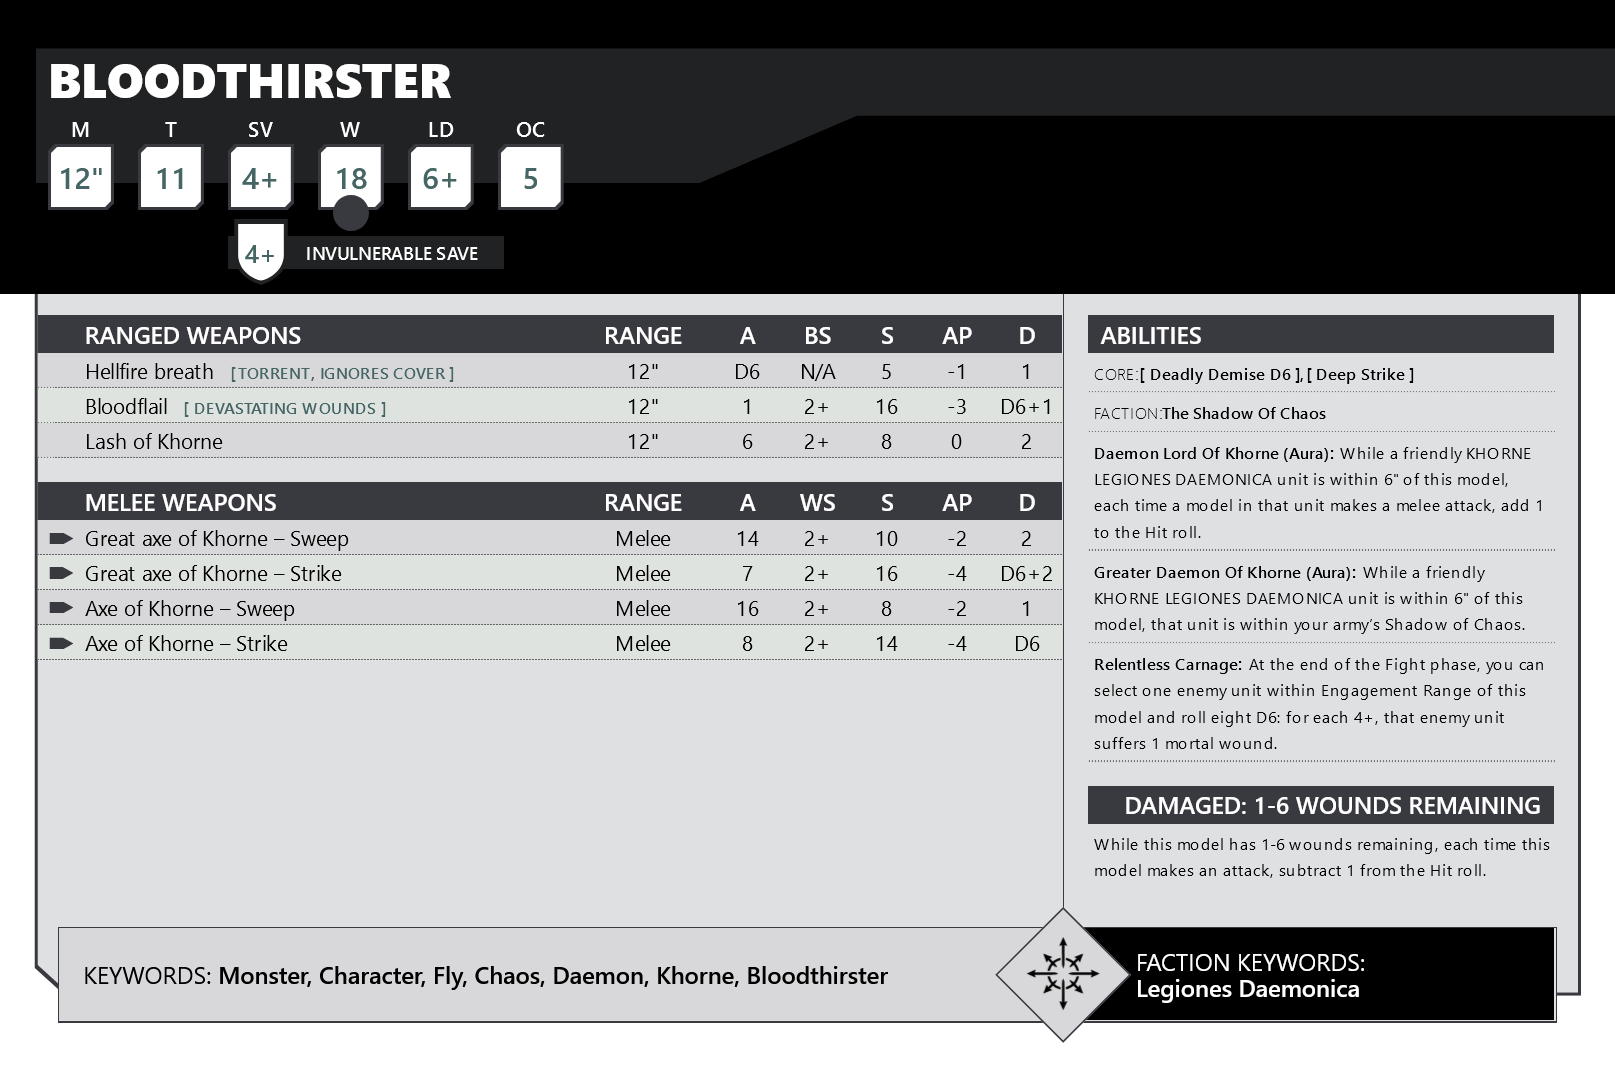 BLOODTHIRSTER
M T SV W LD OC
12" 11 4+ 18 6+ 5
4+ INVULNERABLE SAVE
RANGED WEAPONS RANGE A BS S AP D
Hellfire breath [TORRENT, IGNORES COVER ] 12" D6 N/A 5 -1 1
Bloodflail [ DEVASTATING WOUNDS ] 12" 1 2+ 16 -3 D6+1
Lash of Khorne 12" 6 2+ 8 0 2
MELEE WEAPONS RANGE A WS S AP D
Great axe of Khorne – Sweep Melee 14 2+ 10 -2 2
Great axe of Khorne – Strike Melee 7 2+ 16 -4 D6+2
Axe of Khorne – Sweep Melee 16 2+ 8 -2 1
Axe of Khorne – Strike Melee 8 2+ 14 -4 D6
ABILITIES
CORE:[ Deadly Demise D6 ], [ Deep Strike ]
FACTION:The Shadow Of Chaos
Daemon Lord Of Khorne (Aura): While a friendly KHORNE
LEGIONES DAEMONICA unit is within 6" of this model,
each time a model in that unit makes a melee attack, add 1
to the Hit roll.
Greater Daemon Of Khorne (Aura): While a friendly
KHORNE LEGIONES DAEMONICA unit is within 6" of this
model, that unit is within your army’s Shadow of Chaos.
Relentless Carnage: At the end of the Fight phase, you can
select one enemy unit within Engagement Range of this
model and roll eight D6: for each 4+, that enemy unit
suffers 1 mortal wound.
DAMAGED: 1-6 WOUNDS REMAINING
While this model has 1-6 wounds remaining, each time this
model makes an attack, subtract 1 from the Hit roll.
KEYWORDS: Monster, Character, Fly, Chaos, Daemon, Khorne, Bloodthirster
FACTION KEYWORDS:
Legiones Daemonica